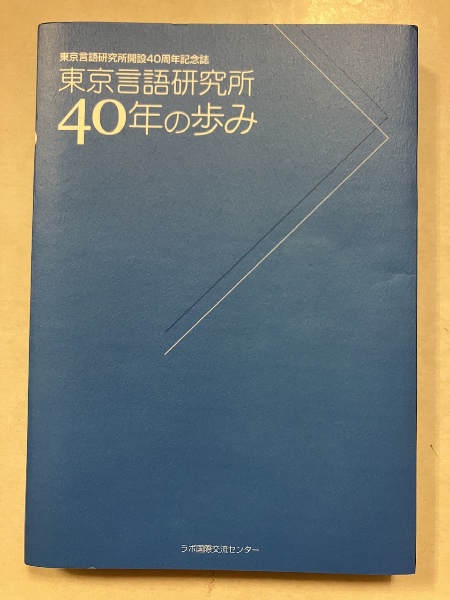 東京言語研究所開設40周年記念誌
東京言語研究所
40年の歩み
ラボ国際交流センター